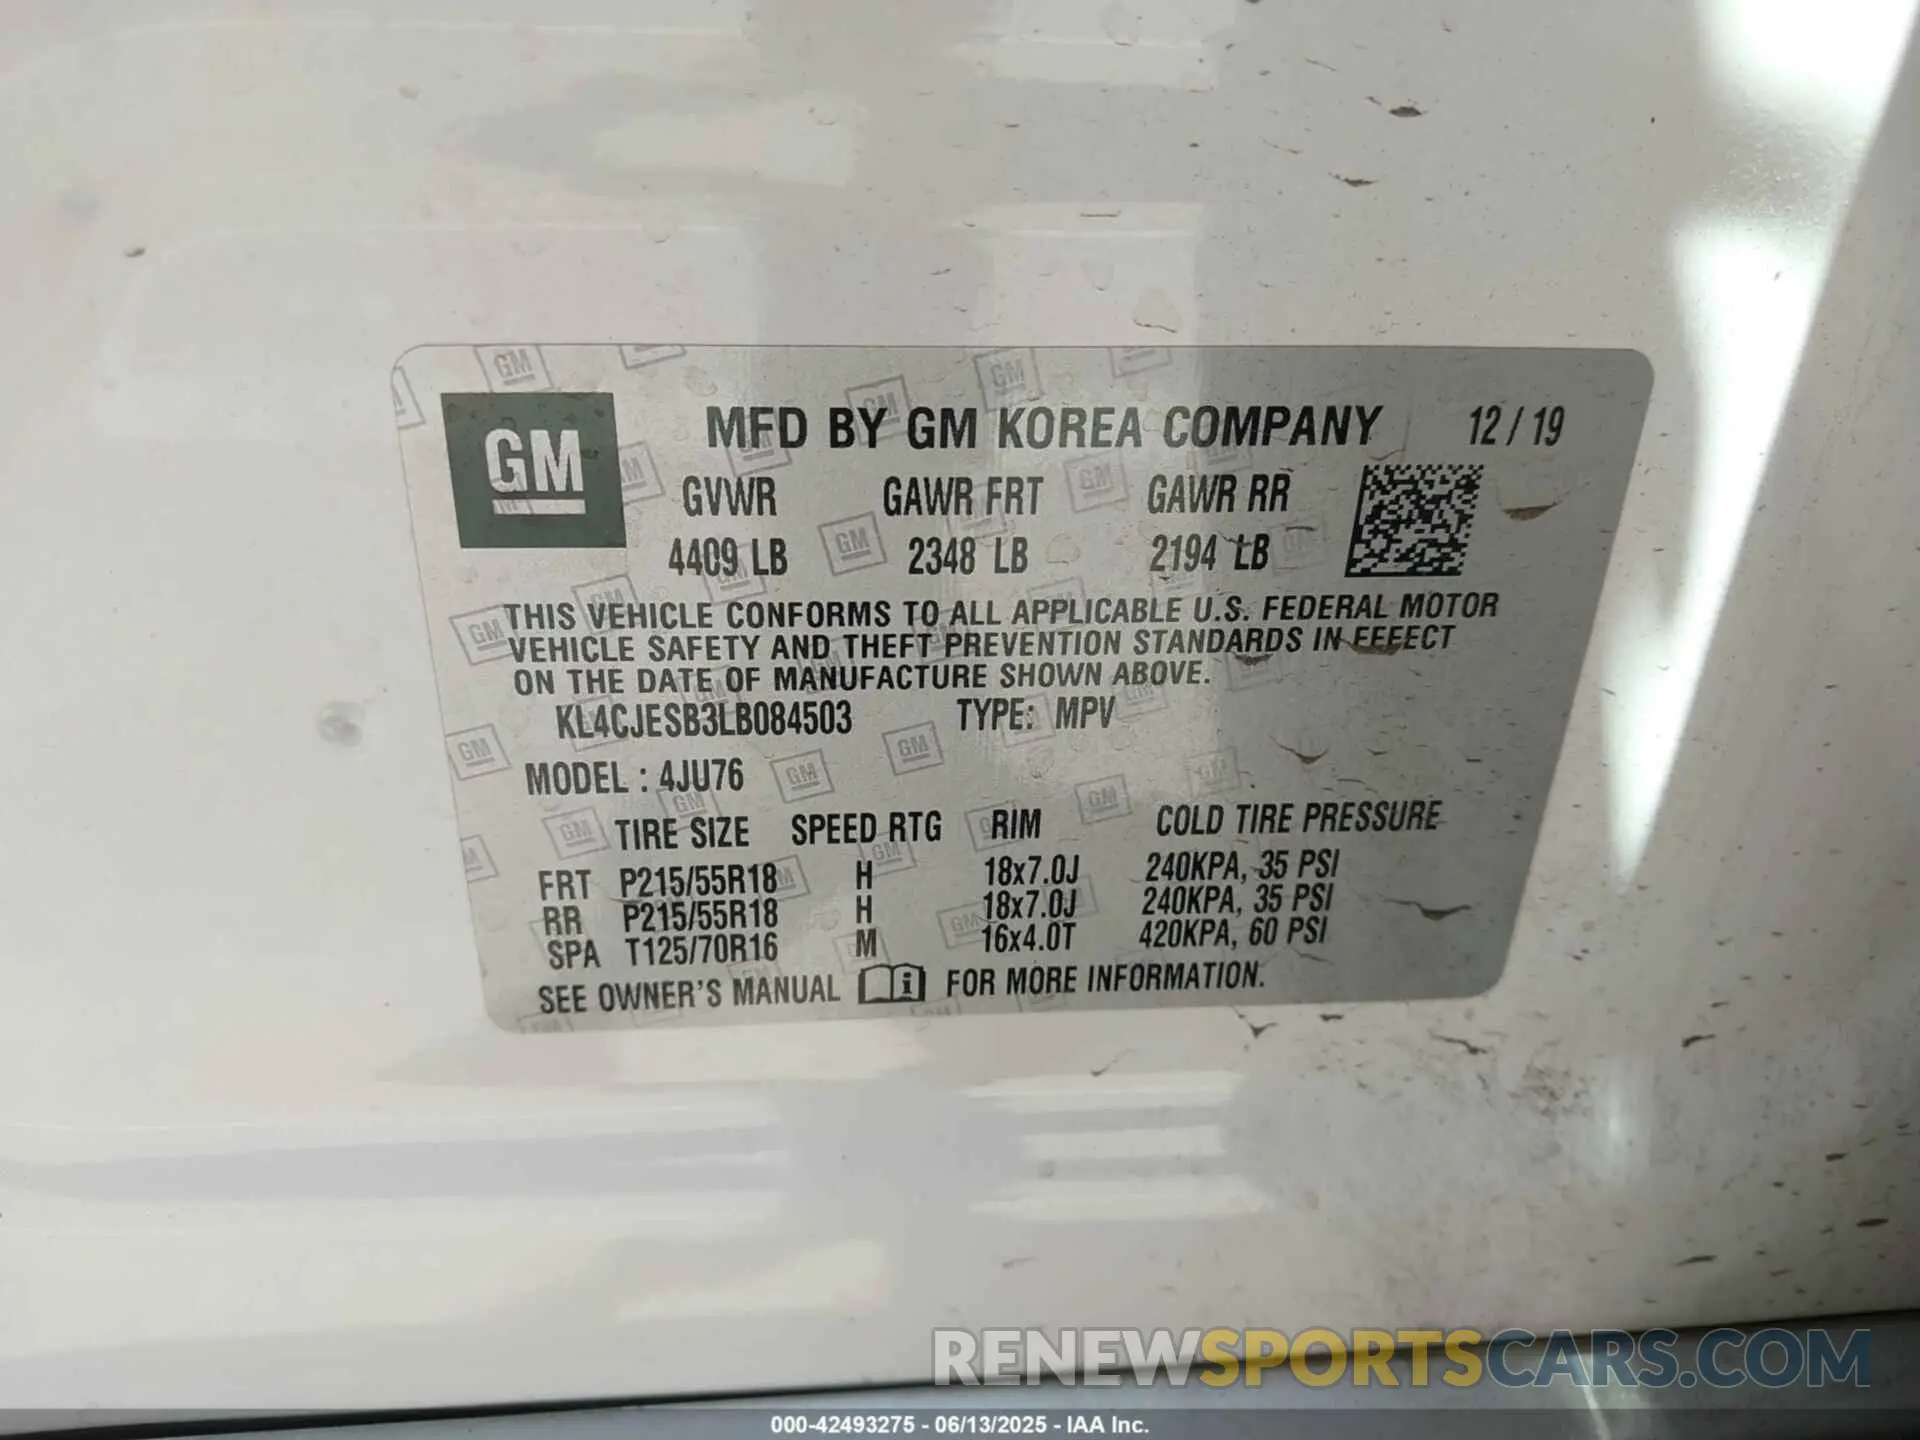 GM
MFD BY GM KOREA COMPANY 12/19
GVWR GAWR FRT GAWR RR
4409 LB 2348 LB 2194 LB
THIS VEHICLE CONFORMS TO ALL APPLICABLE U.S. FEDERAL MOTOR
VEHICLE SAFETY AND THEFT PREVENTION STANDARDS IN EFFECT
ON THE DATE OF MANUFACTURE SHOWN ABOVE.
KL4CJESB3LB084503 TYPE: MPV
MODEL : 4JU76
TIRE SIZE SPEED RTG RIM COLD TIRE PRESSURE
FRT P215/55R18 H 18x7.0J 240KPA, 35 PSI
RR P215/55R18 H 18x7.0J 240KPA, 35 PSI
SPA T125/70R16 M 16x4.0T 420KPA, 60 PSI
SEE OWNER'S MANUAL i FOR MORE INFORMATION.
RENEWSPORTSCARS.COM
000-42493275 - 06/13/2025 - IAA Inc.